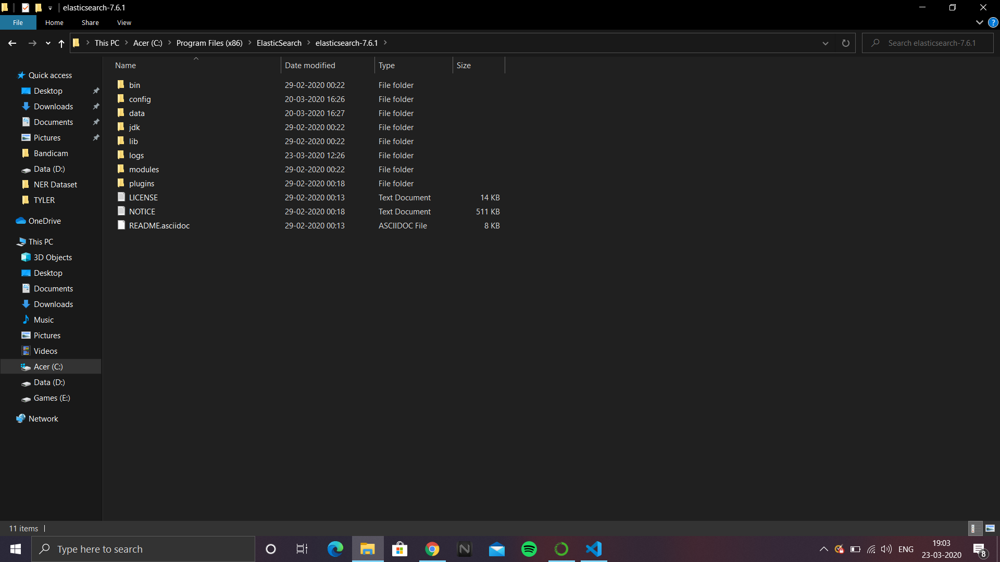 elasticsearch-7.6.1
File Home Share View
This PC Acer (C:) Program Files (x86) ElasticSearch elasticsearch-7.6.1 Search elasticsearch-7.6.1
Name Date modified Type Size
Quick access
Desktop
Downloads
Documents
Pictures
Bandicam
Data (D:)
NER Dataset
TYLER
OneDrive
This PC
3D Objects
Desktop
Documents
Downloads
Music
Pictures
Videos
Acer (C:)
Data (D:)
Games (E:)
Network
bin 29-02-2020 00:22 File folder
config 20-03-2020 16:26 File folder
data 20-03-2020 16:27 File folder
jdk 29-02-2020 00:22 File folder
lib 29-02-2020 00:22 File folder
logs 23-03-2020 12:26 File folder
modules 29-02-2020 00:22 File folder
plugins 29-02-2020 00:18 File folder
LICENSE 29-02-2020 00:13 Text Document 14 KB
NOTICE 29-02-2020 00:18 Text Document 511 KB
README.asciidoc 29-02-2020 00:13 ASCIIDOC File 8 KB
11 items
Type here to search
N
ENG
19:03
23-03-2020
8